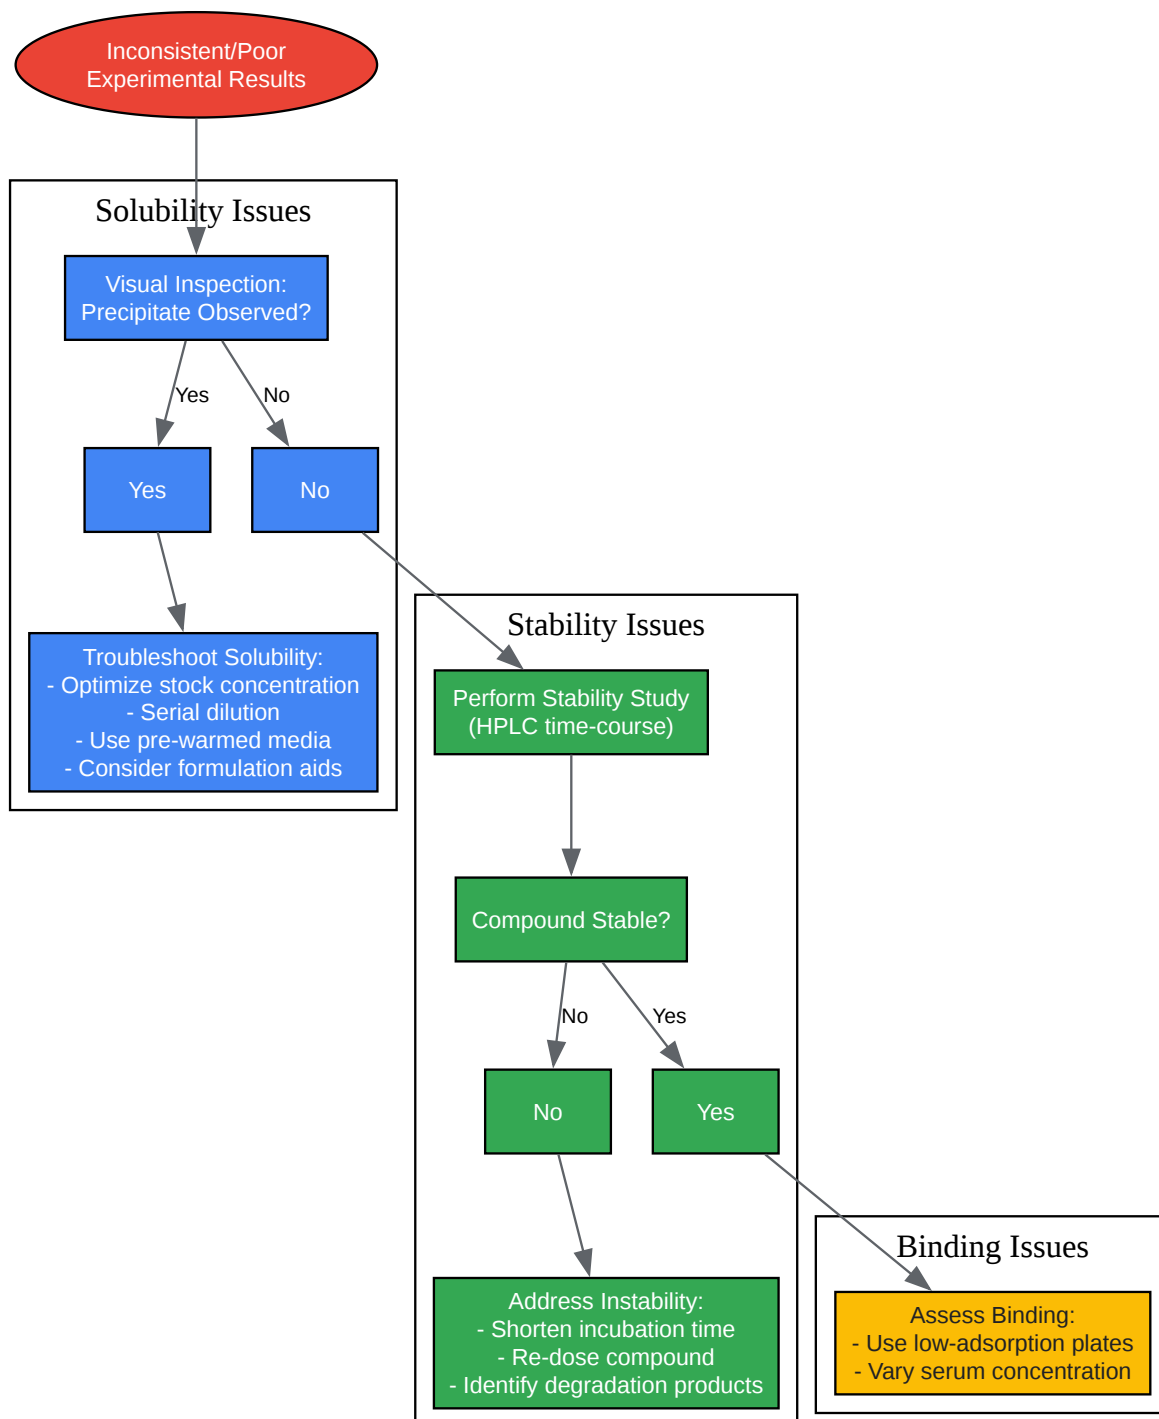 Inconsistent/Poor
Experimental Results
Solubility Issues
Visual Inspection:
Precipitate Observed?
Yes
No
Yes
No
Troubleshoot Solubility:
- Optimize stock concentration
- Serial dilution
- Use pre-warmed media
- Consider formulation aids
Stability Issues
Perform Stability Study
(HPLC time-course)
Compound Stable?
No
Yes
No
Yes
Address Instability:
- Shorten incubation time
- Re-dose compound
- Identify degradation products
Binding Issues
Assess Binding:
- Use low-adsorption plates
- Vary serum concentration